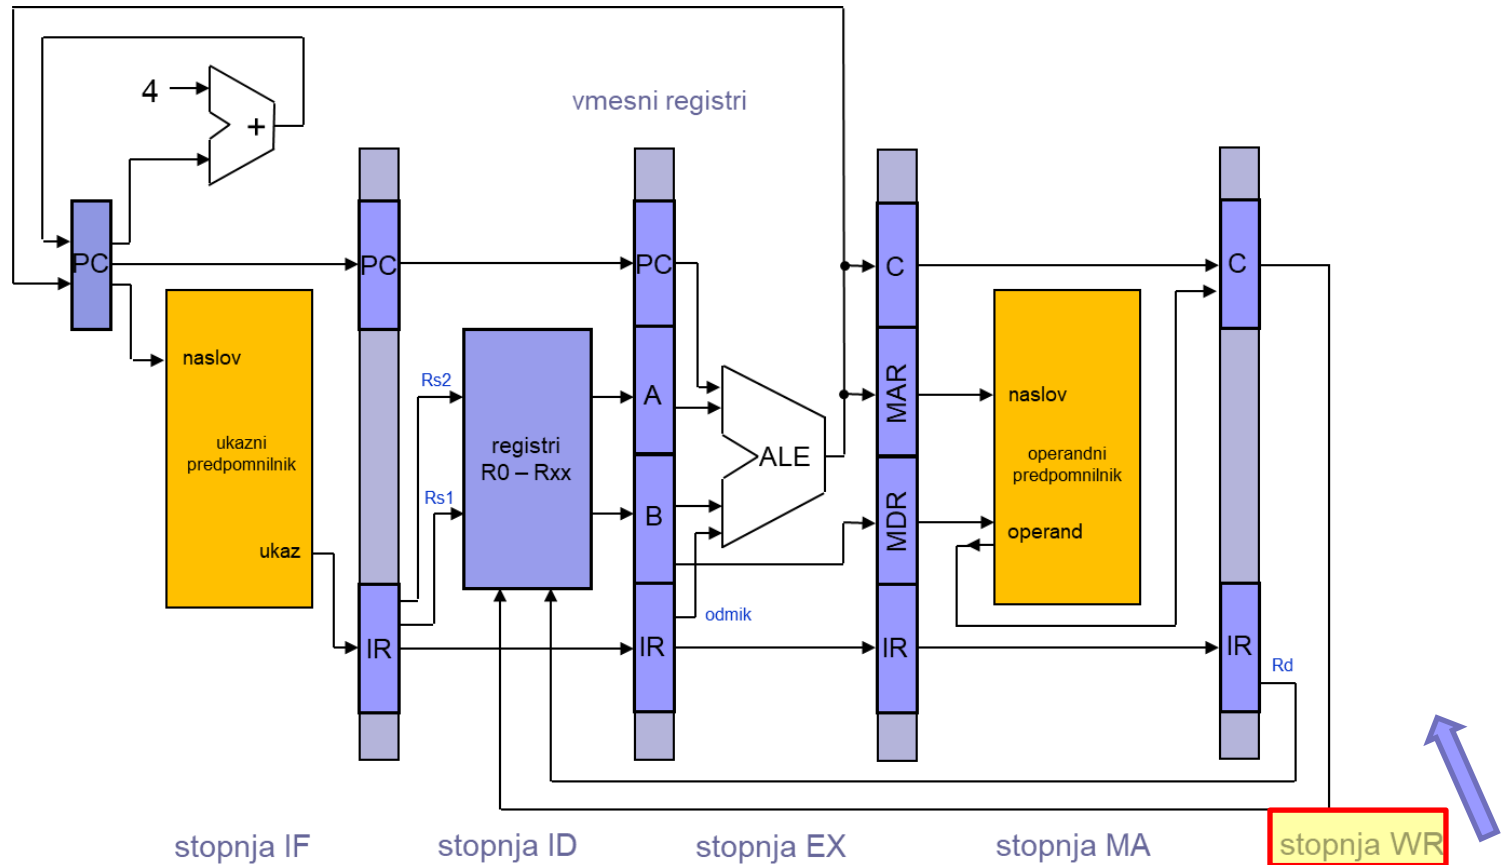 4
+
vmesni registri
PC
PC
PC
C
C
naslov
ukazni
predpomnilnik
ukaz
Rs2
Rs1
registri
R0 – Rxx
A
B
ALE
MAR
MDR
naslov
operandni
predpomnilnik
operand
odmik
IR
IR
IR
IR
Rd
stopnja IF
stopnja ID
stopnja EX
stopnja MA
stopnja WR